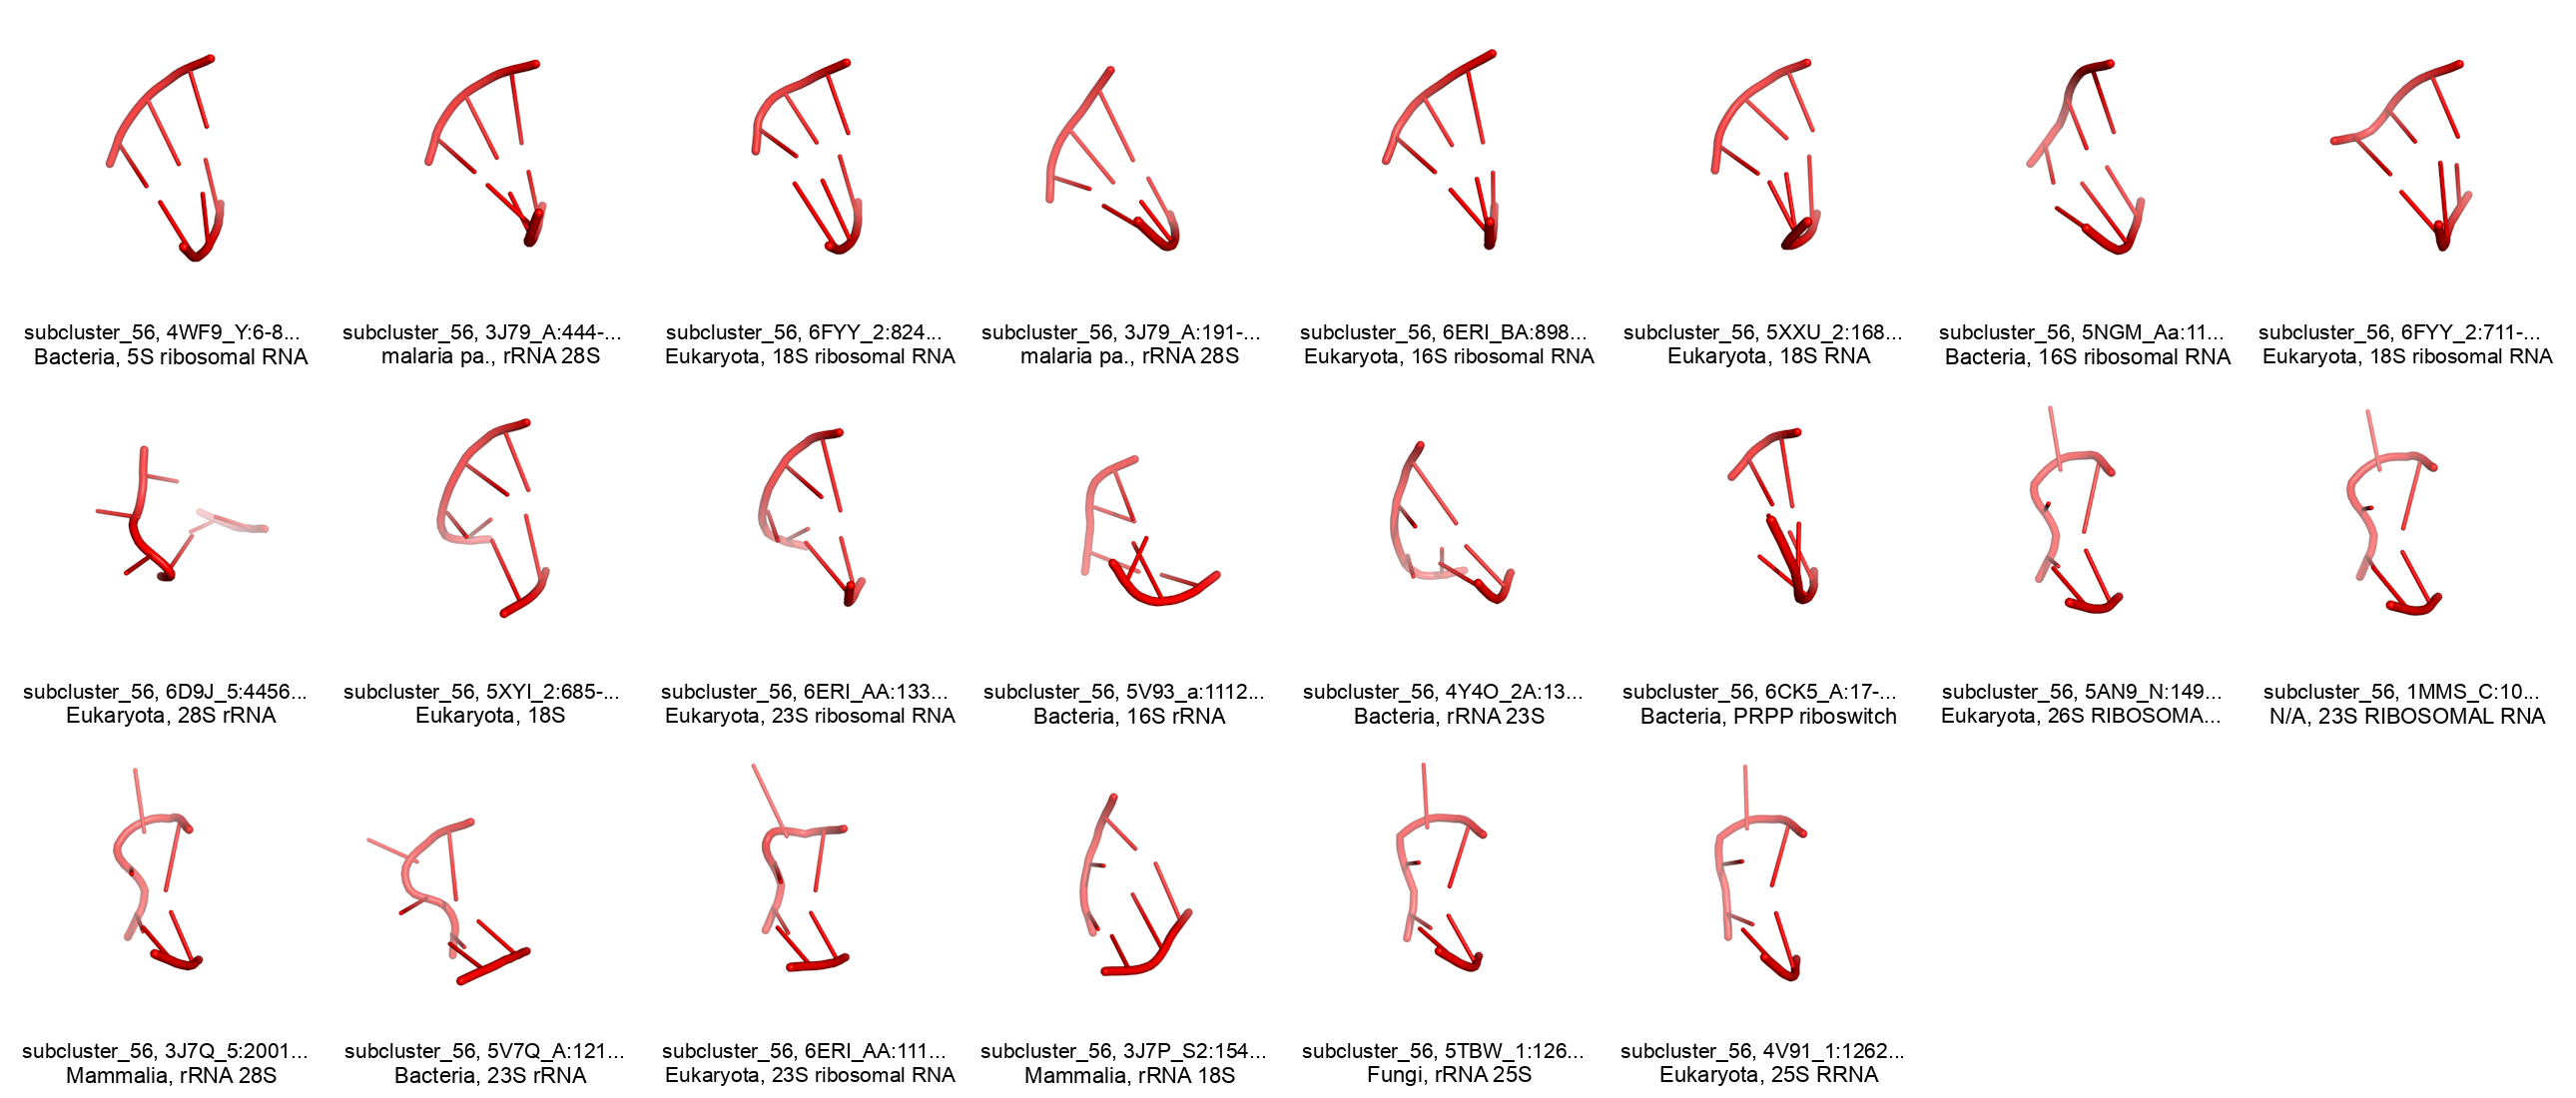 subcluster_56, 4WF9_Y:6-8...
Bacteria, 5S ribosomal RNA
subcluster_56, 3J79_A:444-...
malaria pa., rRNA 28S
subcluster_56, 6FYY_2:824...
Eukaryota, 18S ribosomal RNA
subcluster_56, 3J79_A:191-...
malaria pa., rRNA 28S
subcluster_56, 6ERI_BA:898...
Eukaryota, 16S ribosomal RNA
subcluster_56, 5XXU_2:168...
Eukaryota, 18S RNA
subcluster_56, 5NGM_Aa:11...
Bacteria, 16S ribosomal RNA
subcluster_56, 6FYY_2:711-...
Eukaryota, 18S ribosomal RNA
subcluster_56, 6D9J_5:4456...
Eukaryota, 28S rRNA
subcluster_56, 5XYI_2:685-...
Eukaryota, 18S
subcluster_56, 6ERI_AA:133...
Eukaryota, 23S ribosomal RNA
subcluster_56, 5V93_a:1112...
Bacteria, 16S rRNA
subcluster_56, 4Y4O_2A:13...
Bacteria, rRNA 23S
subcluster_56, 6CK5_A:17-...
Bacteria, PRPP riboswitch
subcluster_56, 5AN9_N:149...
Eukaryota, 26S RIBOSOMA...
subcluster_56, 1MMS_C:10...
N/A, 23S RIBOSOMAL RNA
subcluster_56, 3J7Q_5:2001...
Mammalia, rRNA 28S
subcluster_56, 5V7Q_A:121...
Bacteria, 23S rRNA
subcluster_56, 6ERI_AA:111...
Eukaryota, 23S ribosomal RNA
subcluster_56, 3J7P_S2:154...
Mammalia, rRNA 18S
subcluster_56, 5TBW_1:126...
Fungi, rRNA 25S
subcluster_56, 4V91_1:1262...
Eukaryota, 25S RRNA